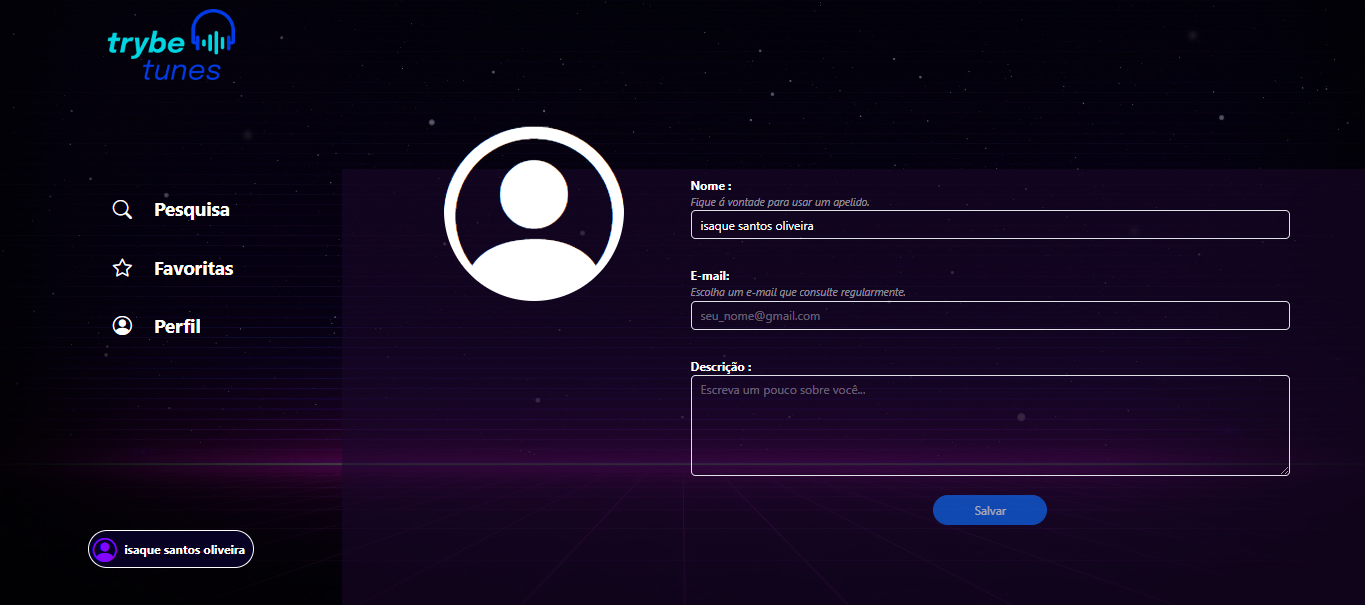 trybe
tunes
Pesquisa
Favoritas
Perfil
isaque santos oliveira
Nome :
Fique á vontade para usar um apelido.
isaque santos oliveira
E-mail:
Escolha um e-mail que consulte regularmente.
seu_nome@gmail.com
Descrição :
Escreva um pouco sobre você...
Salvar